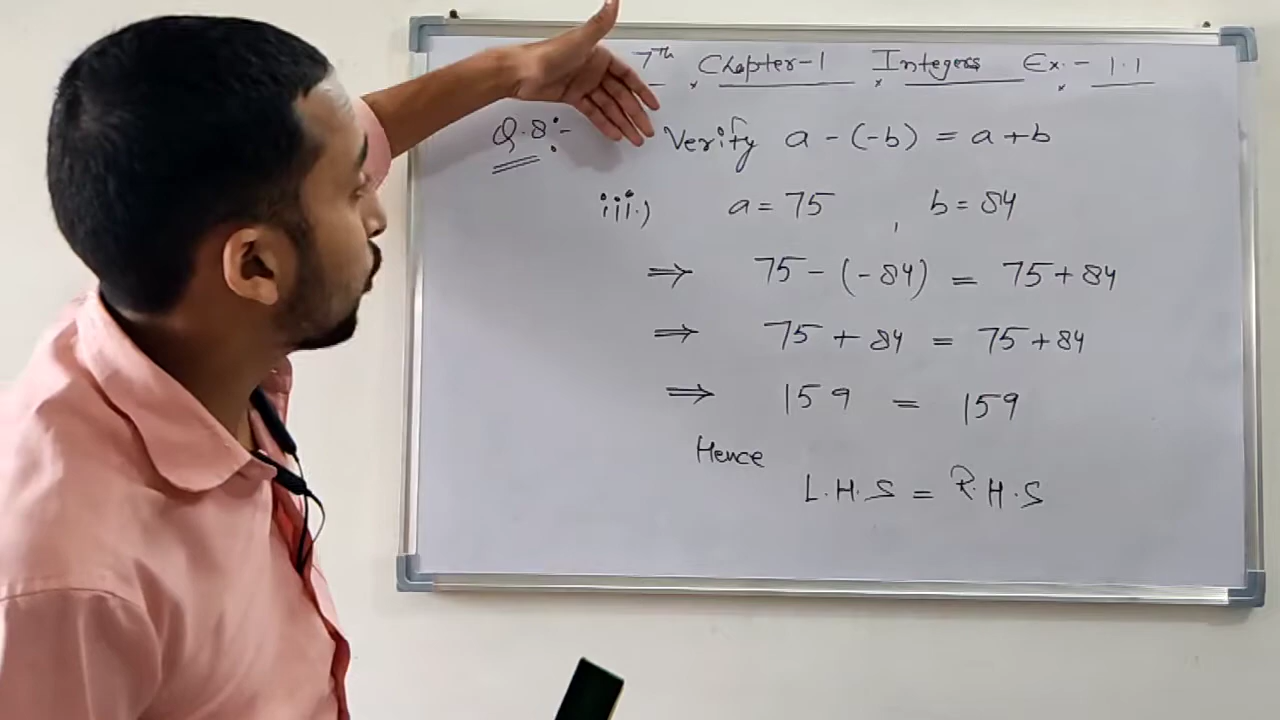 7th Chapter-1 Integers Ex.- 1.1
Q.8:- Verify a - (-b) = a + b
iii.) a = 75 , b = 84
⇒ 75 - (-84) = 75 + 84
⇒ 75 + 84 = 75 + 84
⇒ 159 = 159
Hence
L.H.S = R.H.S